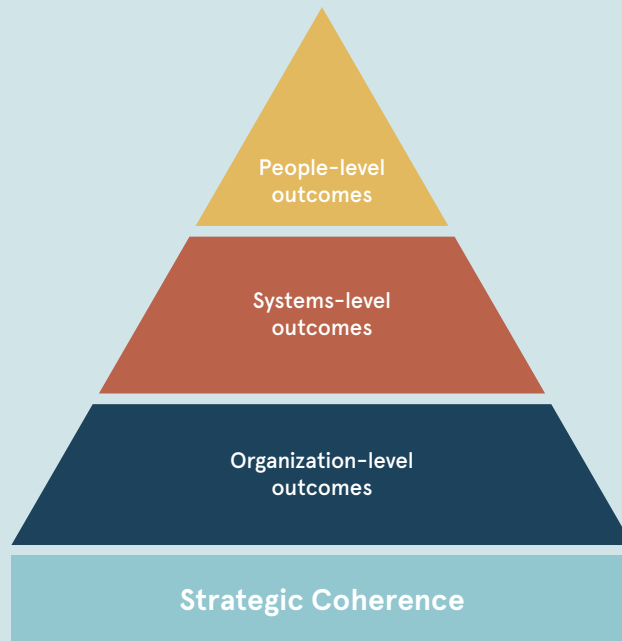 People-level
outcomes
Systems-level
outcomes
Organization-level
outcomes
Strategic Coherence